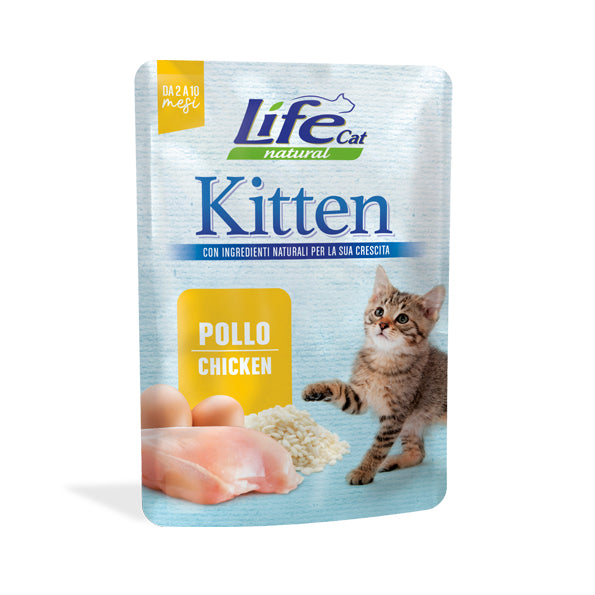 DA 2 A 10
mesi
Life Cat
natural
Kitten
CON INGREDIENTI NATURALI PER LA SUA CRESCITA
POLLO
CHICKEN